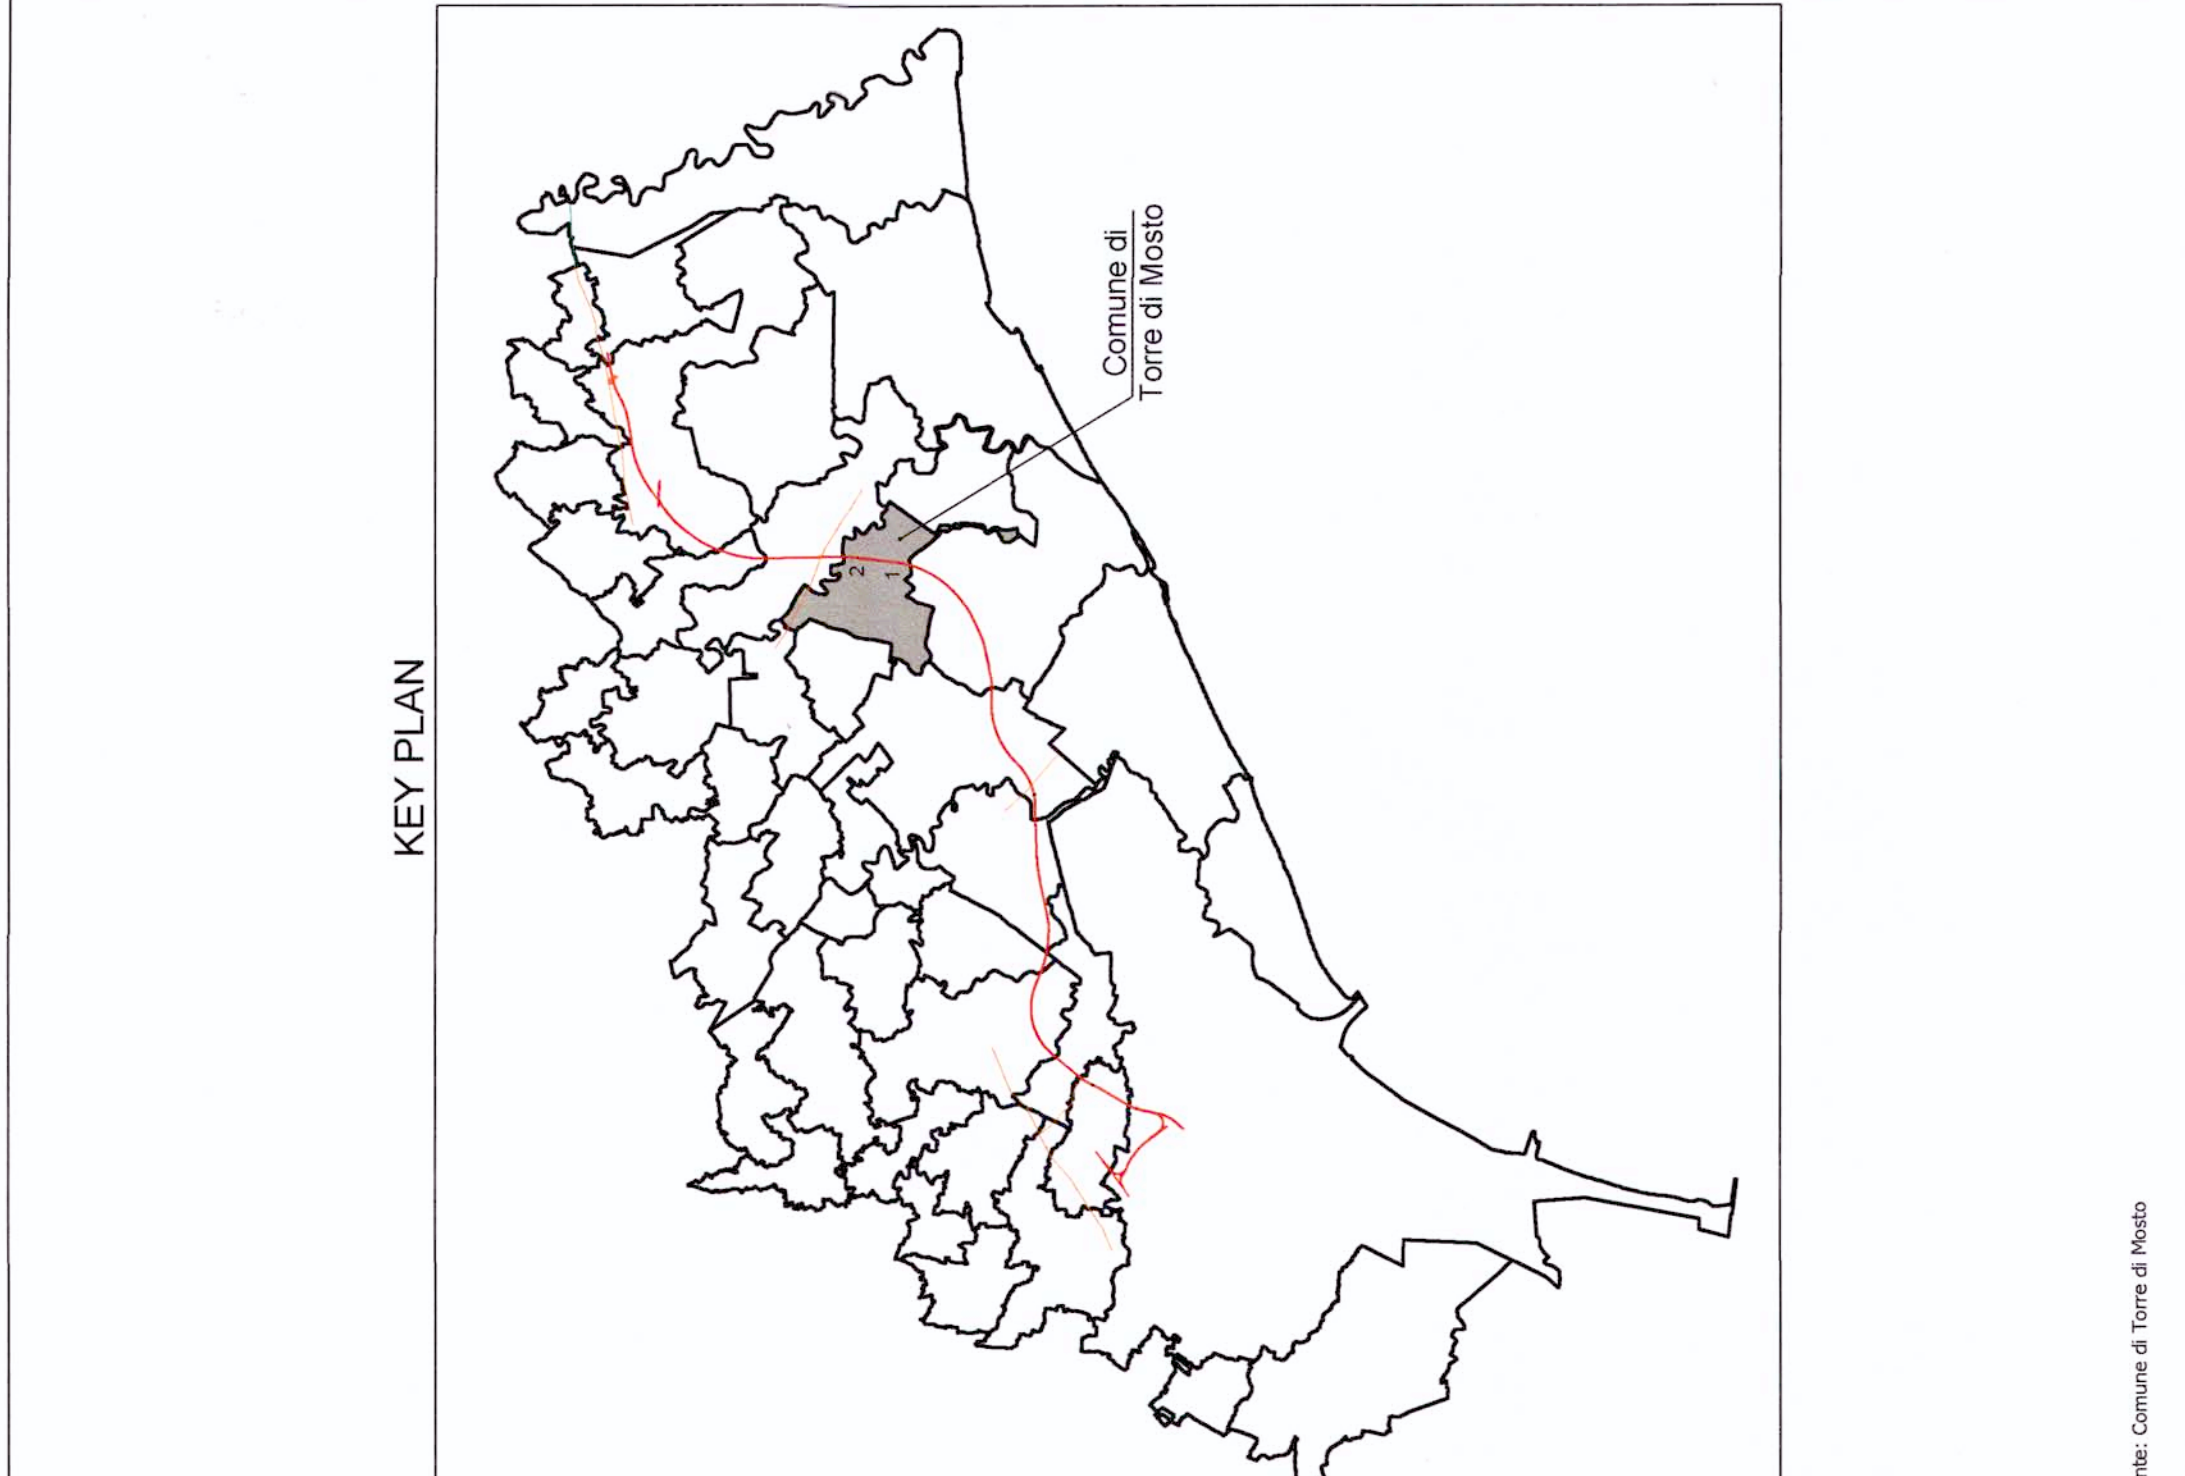 KEY PLAN
Comune di
Torre di Mosto
2
1
nte: Comune di Torre di Mosto